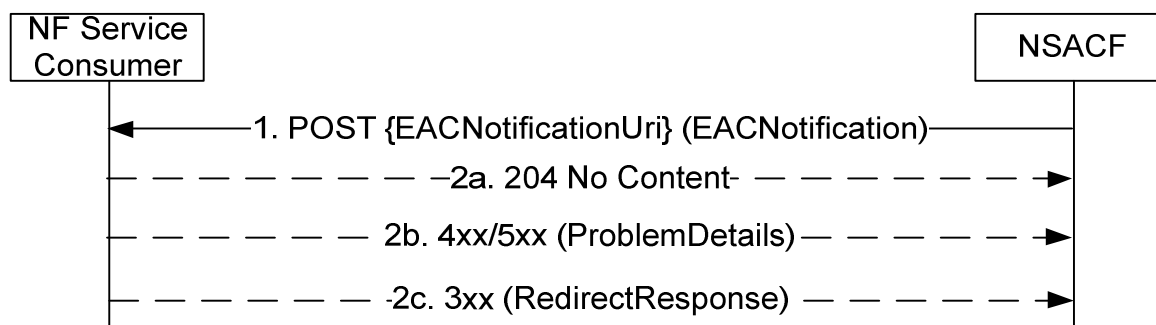 NF Service
Consumer
NSACF
1. POST {EACNotificationUri} (EACNotification)
2a. 204 No Content
2b. 4xx/5xx (ProblemDetails)
2c. 3xx (RedirectResponse)